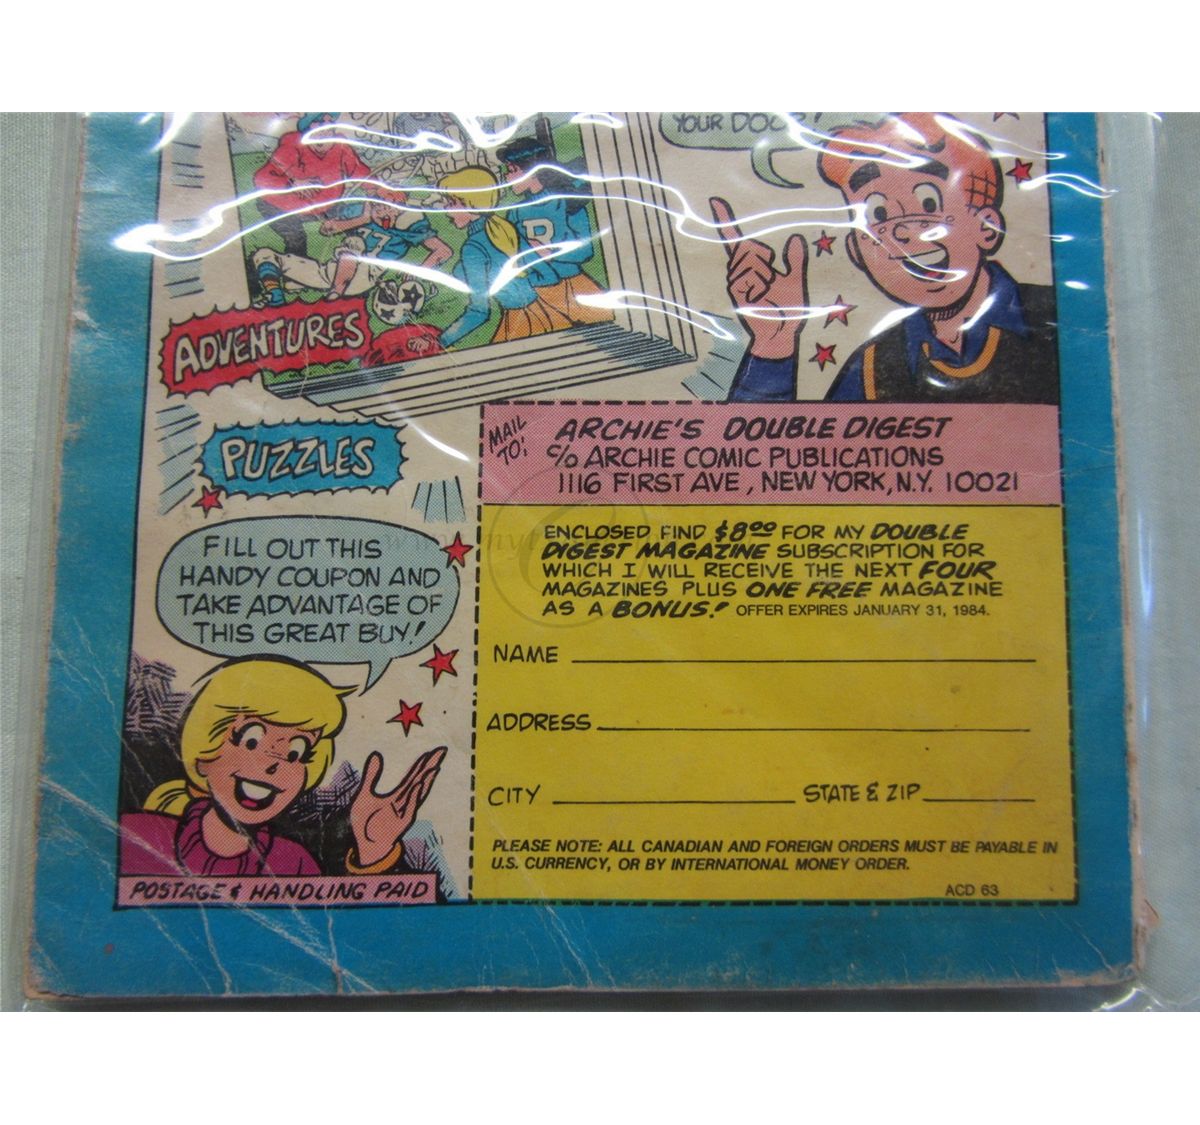 YOUR DOOR!
B
ADVENTURES
PUZZLES
MAIL TO:
ARCHIE'S DOUBLE DIGEST
C/O ARCHIE COMIC PUBLICATIONS
1116 FIRST AVE, NEW YORK, N.Y. 10021
FILL OUT THIS
HANDY COUPON AND
TAKE ADVANTAGE OF
THIS GREAT BUY!
ENCLOSED FIND $8.00 FOR MY DOUBLE
DIGEST MAGAZINE SUBSCRIPTION FOR
WHICH I WILL RECEIVE THE NEXT FOUR
MAGAZINES PLUS ONE FREE MAGAZINE
AS A BONUS! OFFER EXPIRES JANUARY 31, 1984.
NAME
ADDRESS
CITY STATE & ZIP
PLEASE NOTE: ALL CANADIAN AND FOREIGN ORDERS MUST BE PAYABLE IN
U.S. CURRENCY, OR BY INTERNATIONAL MONEY ORDER.
ACD 63
POSTAGE & HANDLING PAID